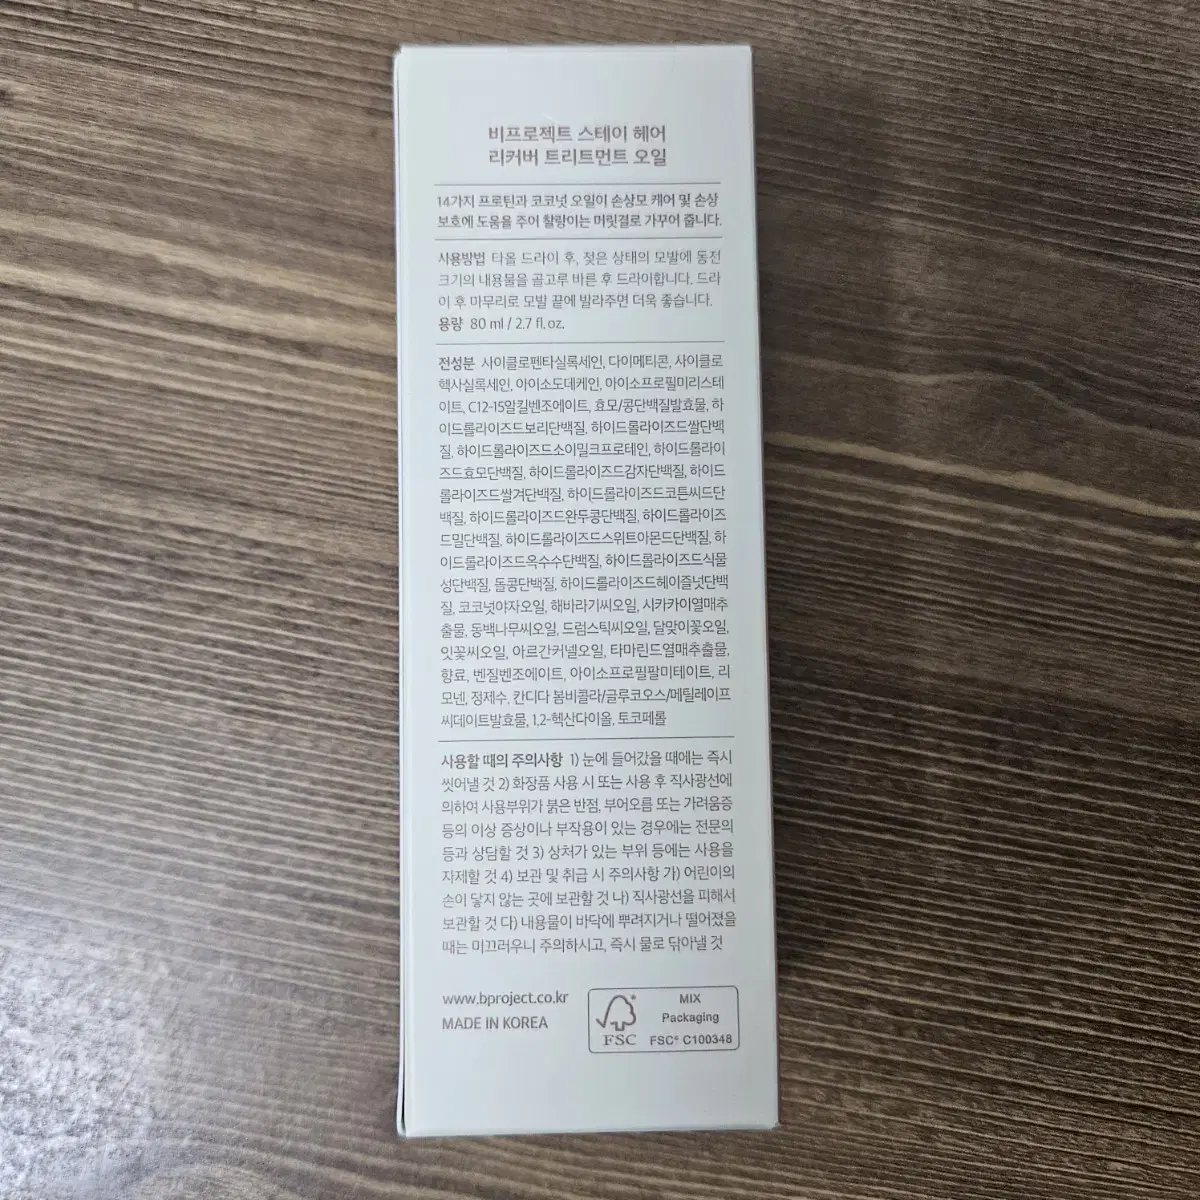 비프로젝트 스테이 헤어
리커버 트리트먼트 오일
14가지 프로틴과 코코넛 오일이 손상모 케어 및 손상
보호에 도움을 주어 찰랑이는 머릿결로 가꾸어 줍니다.
사용방법 타올 드라이 후, 젖은 상태의 모발에 동전
크기의 내용물을 골고루 바른 후 드라이합니다. 드라
이 후 마무리로 모발 끝에 발라주면 더욱 좋습니다.
용량 80 ml / 2.7 fl. oz.
전성분 사이클로펜타실록세인, 다이메티콘, 사이클로
헥사실록세인, 아이소도데케인, 아이소프로필미리스테
이트, C12-15알킬벤조에이트, 효모/콩단백질발효물, 하
이드롤라이즈드보리단백질, 하이드롤라이즈드쌀단백
질, 하이드롤라이즈드소이밀크프로테인, 하이드롤라이
즈드효모단백질, 하이드롤라이즈드감자단백질, 하이드
롤라이즈드쌀겨단백질, 하이드롤라이즈드코튼씨드단
백질, 하이드롤라이즈드완두콩단백질, 하이드롤라이즈
드밀단백질, 하이드롤라이즈드스위트아몬드단백질, 하
이드롤라이즈드옥수수단백질, 하이드롤라이즈드식물
성단백질, 돌콩단백질, 하이드롤라이즈드헤이즐넛단백
질, 코코넛야자오일, 해바라기씨오일, 시카카이열매추
출물, 동백나무씨오일, 드럼스틱씨오일, 달맞이꽃오일,
잇꽃씨오일, 아르간커넬오일, 타마린드열매추출물,
향료, 벤질벤조에이트, 아이소프로필팔미테이트, 리
모넨, 정제수, 칸디다 봄비콜라/글루코오스/메틸레이프
씨데이트발효물, 1,2-헥산다이올, 토코페롤
사용할 때의 주의사항 1) 눈에 들어갔을 때에는 즉시
씻어낼 것 2) 화장품 사용 시 또는 사용 후 직사광선에
의하여 사용부위가 붉은 반점, 부어오름 또는 가려움증
등의 이상 증상이나 부작용이 있는 경우에는 전문의
등과 상담할 것 3) 상처가 있는 부위 등에는 사용을
자제할 것 4) 보관 및 취급 시 주의사항 가) 어린이의
손이 닿지 않는 곳에 보관할 것 나) 직사광선을 피해서
보관할 것 다) 내용물이 바닥에 뿌려지거나 떨어졌을
때는 미끄러우니 주의하시고, 즉시 물로 닦아낼 것
www.bproject.co.kr
MADE IN KOREA
FSC
MIX
Packaging
FSC® C100348